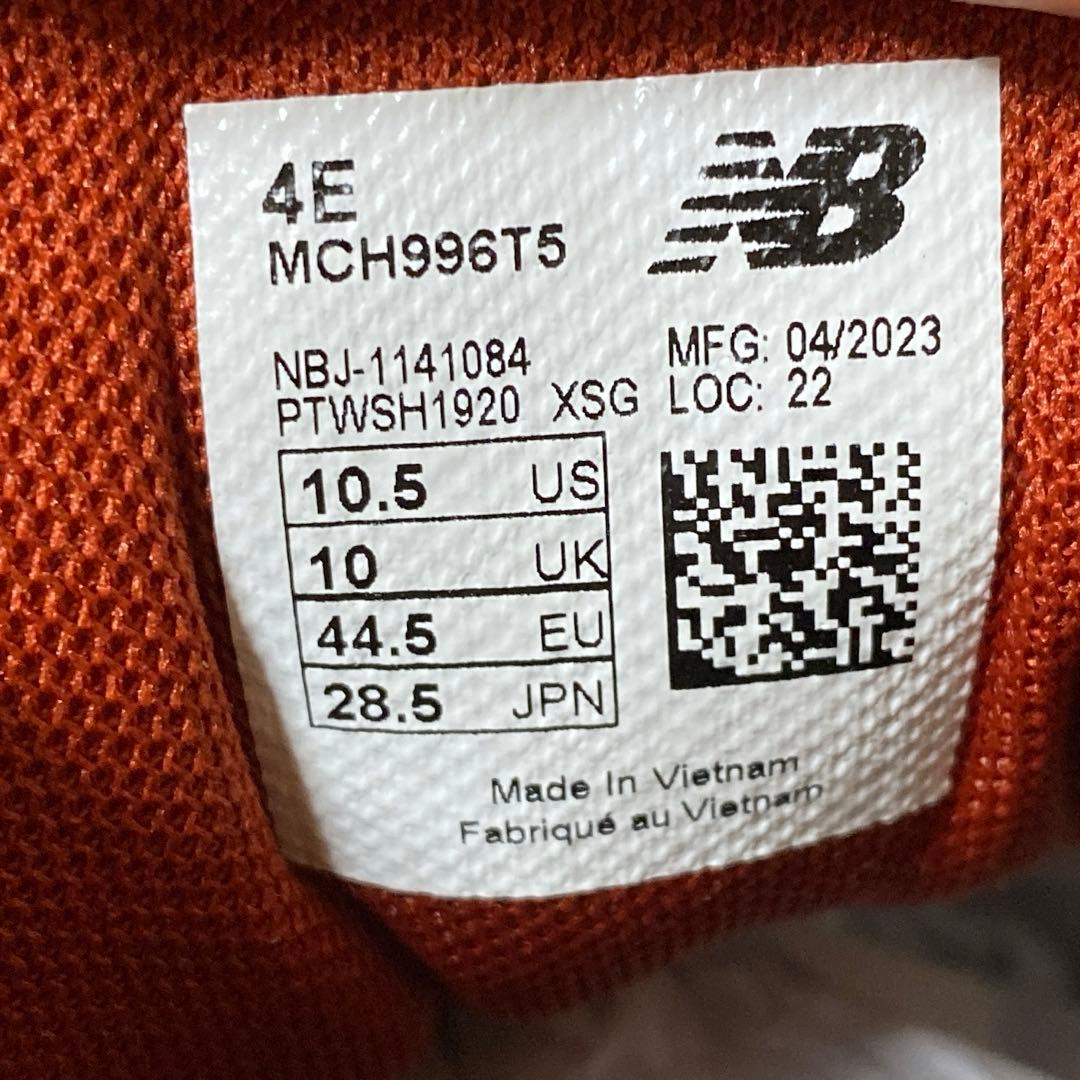 4E
MCH996T5
NB
NBJ-1141084
PTWSH1920 XSG
MFG: 04/2023
LOC: 22
10.5 US
10 UK
44.5 EU
28.5 JPN
Made In Vietnam
Fabriqué au Vietnam